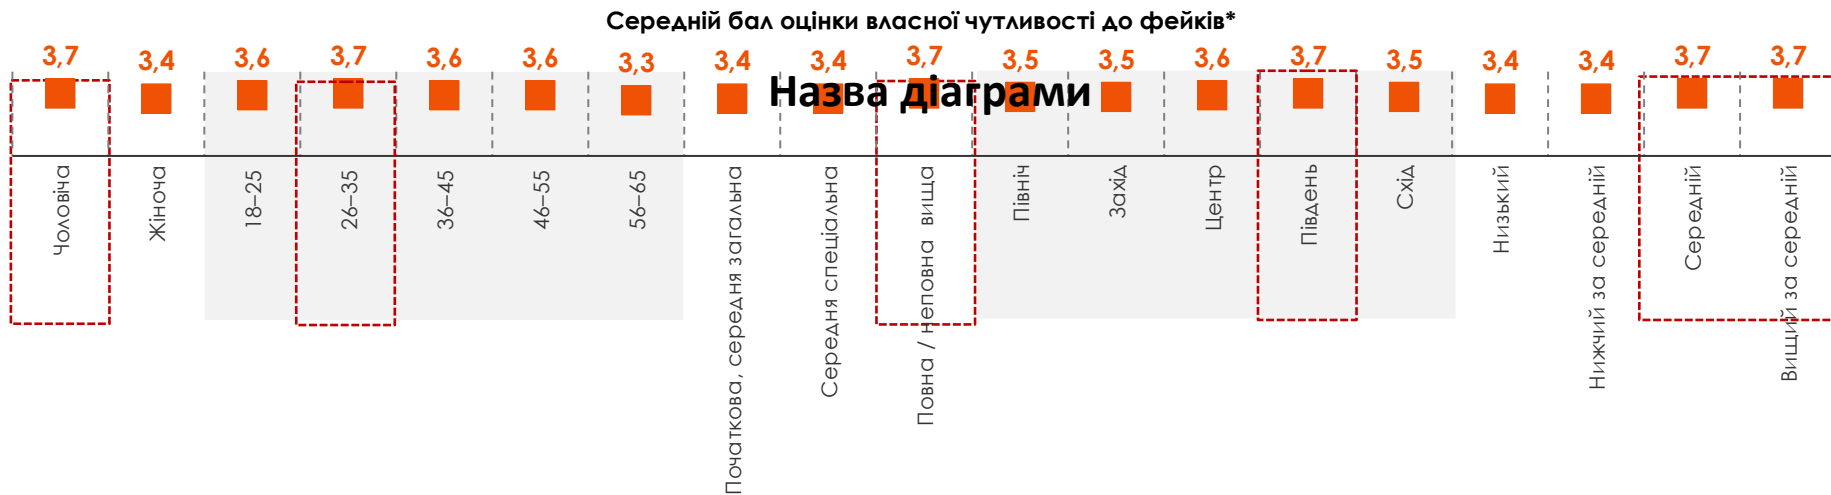 Середній бал оцінки власної чутливості до фейків*
3,7 3,4 3,6 3,7 3,6 3,6 3,3 3,4 3,4 3,7 3,5 3,5 3,6 3,7 3,5 3,4 3,4 3,7 3,7
Назва діаграми
Чоловіча
Жіноча
18–25
26–35
36–45
46–55
56–65
Початкова, середня загальна
Середня спеціальна
Повна / неповна вища
Північ
Захід
Центр
Південь
Схід
Низький
Нижчий за середній
Середній
Вищий за середній